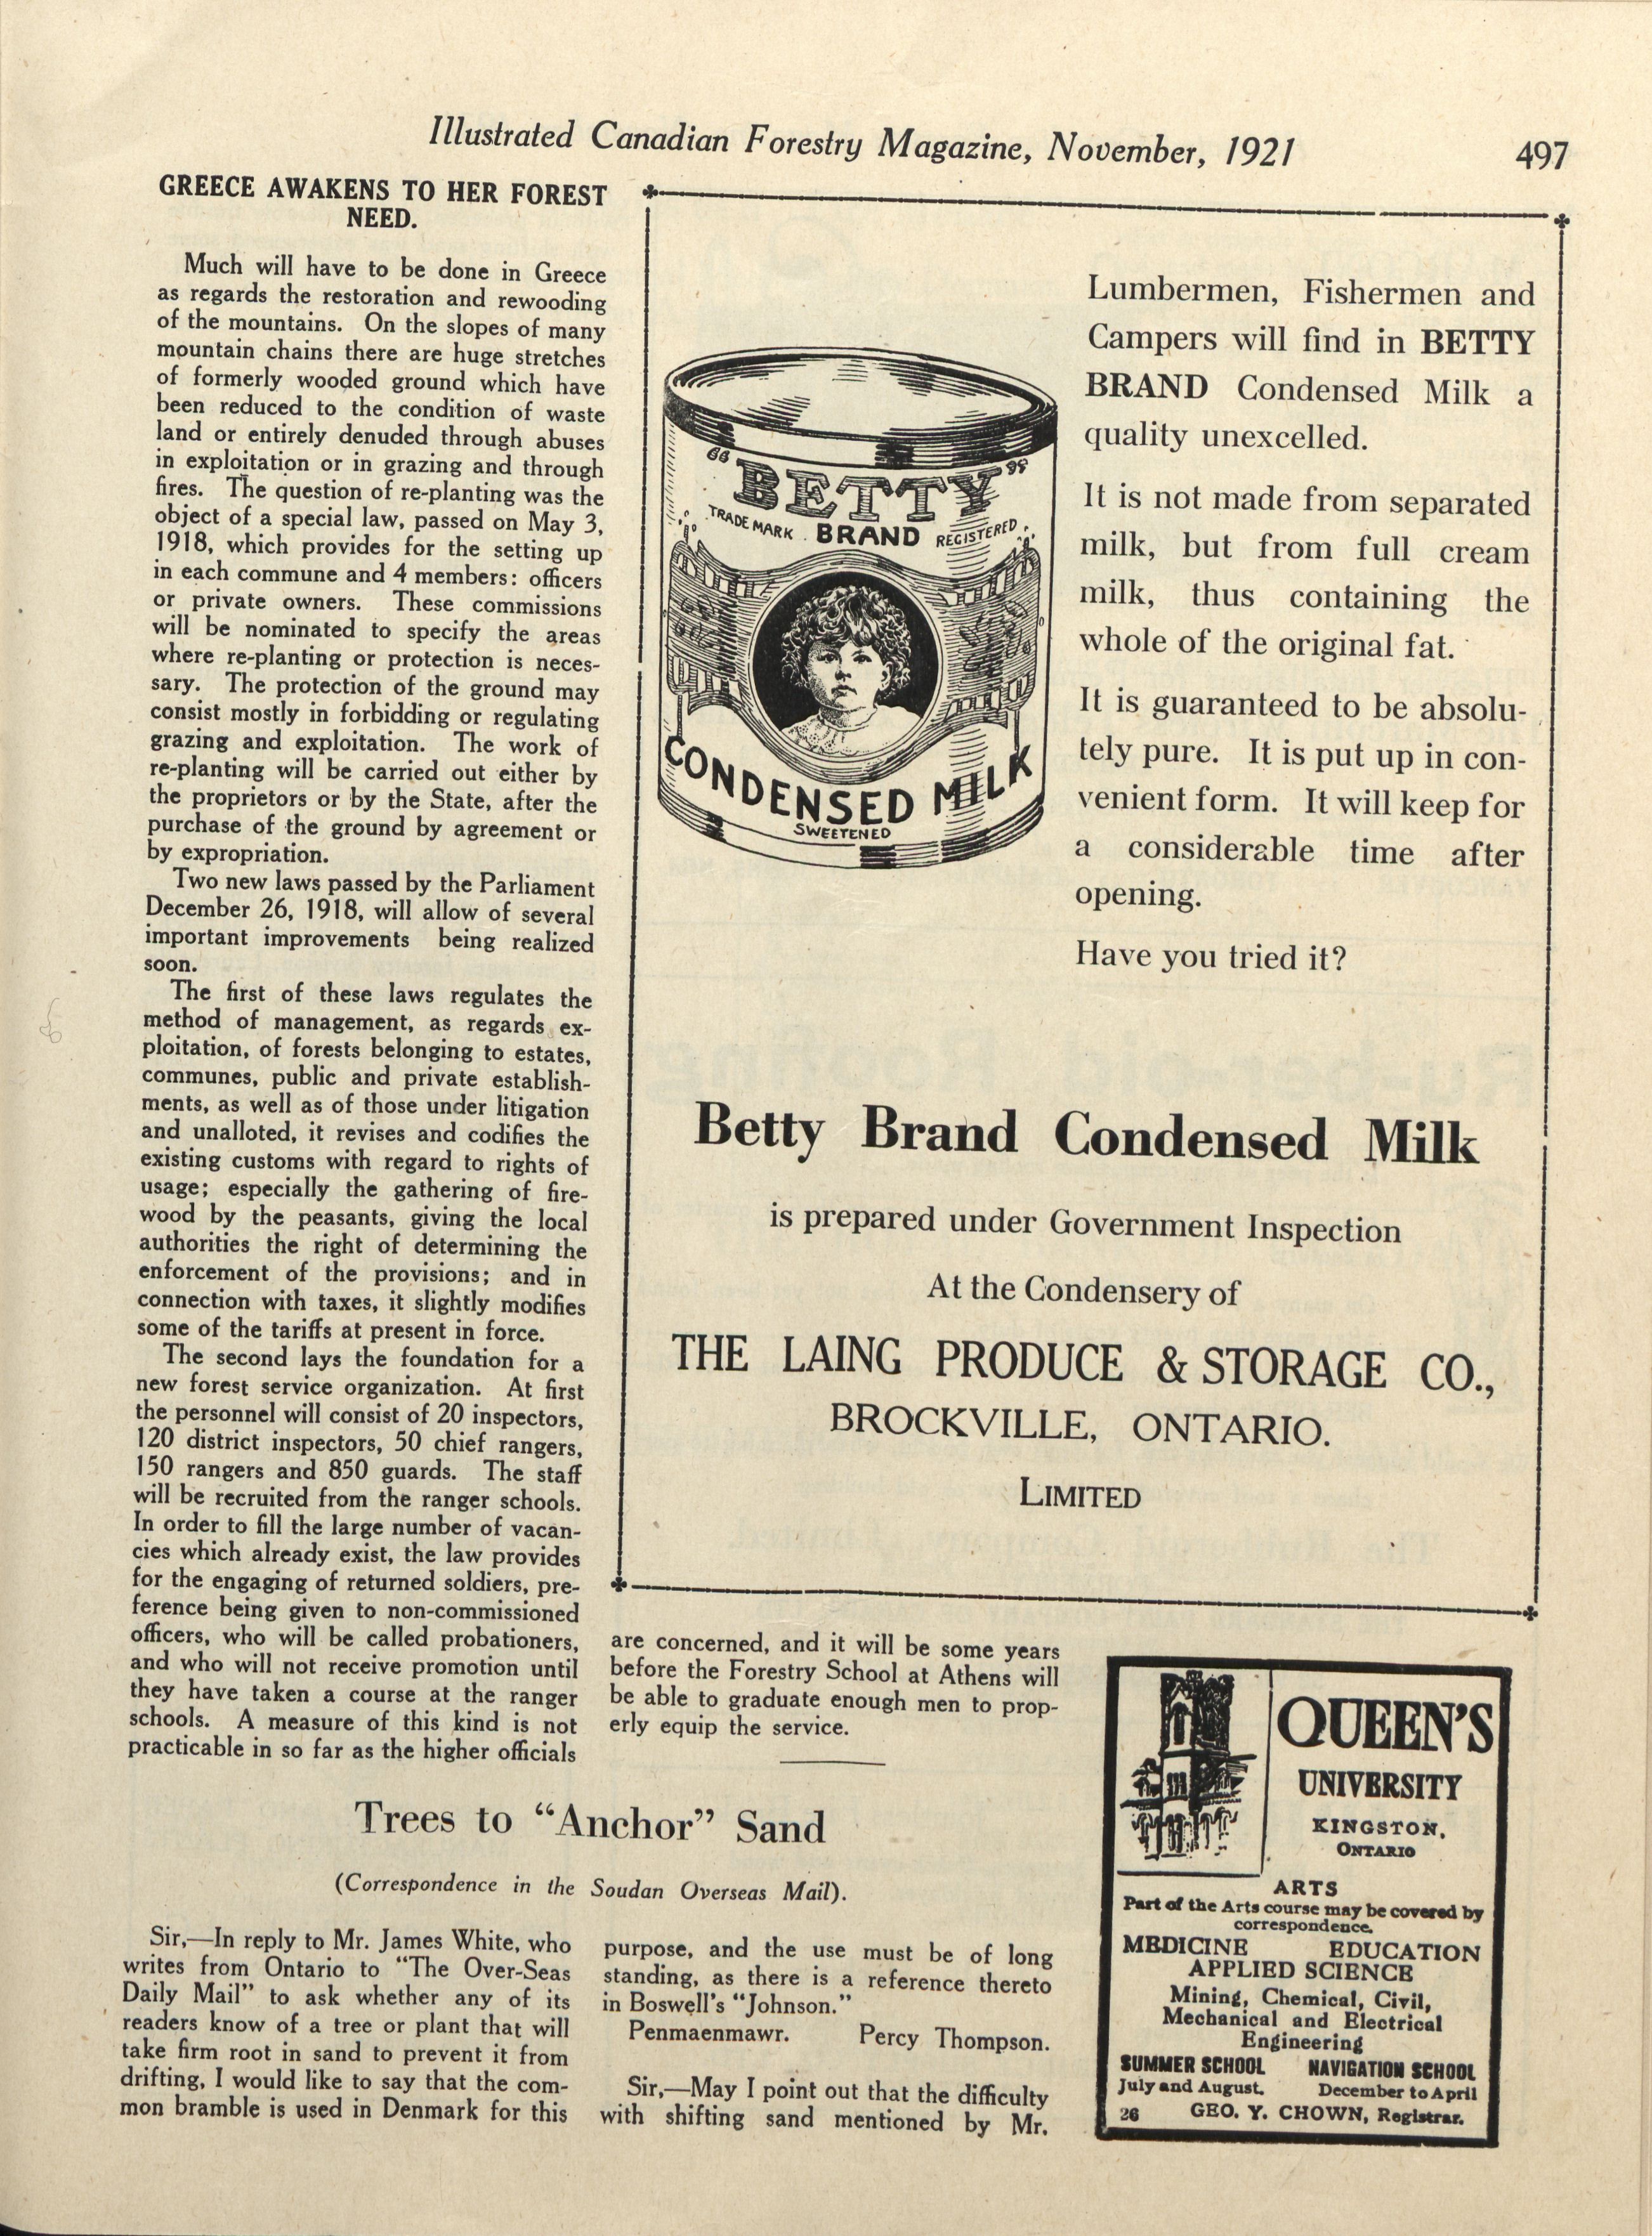 Illustrated Canadian Forestry Magazine, November, 1921
497
GREECE AWAKENS TO HER FOREST
NEED.
Much will have to be done in Greece
as regards the restoration and rewooding
of the mountains. On the slopes of many
mountain chains there are huge stretches
of formerly wooded ground which have
been reduced to the condition of waste
land or entirely denuded through abuses
in exploitation or in grazing and through
fires. The question of re-planting was the
object of a special law, passed on May 3,
1918, which provides for the setting up
in each commune and 4 members: officers
or private owners. These commissions
will be nominated to specify the areas
where re-planting or protection is neces-
sary. The protection of the ground may
consist mostly in forbidding or regulating
grazing and exploitation. The work of
re-planting will be carried out either by
the proprietors or by the State, after the
purchase of the ground by agreement or
by expropriation.
Two new laws passed by the Parliament
December 26, 1918, will allow of several
important improvements being realized
soon.
The first of these laws regulates the
method of management, as regards ex-
ploitation, of forests belonging to estates,
communes, public and private establish-
ments, as well as of those under litigation
and unalloted, it revises and codifies the
existing customs with regard to rights of
usage; especially the gathering of fire-
wood by the peasants, giving the local
authorities the right of determining the
enforcement of the provisions; and in
connection with taxes, it slightly modifies
some of the tariffs at present in force.
The second lays the foundation for a
new forest service organization. At first
the personnel will consist of 20 inspectors,
120 district inspectors, 50 chief rangers,
150 rangers and 850 guards. The staff
will be recruited from the ranger schools.
In order to fill the large number of vacan-
cies which already exist, the law provides
for the engaging of returned soldiers, pre-
ference being given to non-commissioned
officers, who will be called probationers,
and who will not receive promotion until
they have taken a course at the ranger
schools. A measure of this kind is not
practicable in so far as the higher officials
are concerned, and it will be some years
before the Forestry School at Athens will
be able to graduate enough men to prop-
erly equip the service.
"BETTY"
TRADE MARK BRAND REGISTERED
CONDENSED MILK
SWEETENED
Lumbermen, Fishermen and
Campers will find in BETTY
BRAND Condensed Milk a
quality unexcelled.
It is not made from separated
milk, but from full cream
milk, thus containing the
whole of the original fat.
It is guaranteed to be absolu-
tely pure. It is put up in con-
venient form. It will keep for
a considerable time after
opening.
Have you tried it?
Betty Brand Condensed Milk
is prepared under Government Inspection
At the Condensery of
THE LAING PRODUCE & STORAGE CO.,
BROCKVILLE, ONTARIO.
LIMITED
Trees to "Anchor" Sand
(Correspondence in the Soudan Overseas Mail).
Sir,—In reply to Mr. James White, who
writes from Ontario to "The Over-Seas
Daily Mail" to ask whether any of its
readers know of a tree or plant that will
take firm root in sand to prevent it from
drifting, I would like to say that the com-
mon bramble is used in Denmark for this
purpose, and the use must be of long
standing, as there is a reference thereto
in Boswell's "Johnson."
Penmaenmawr. Percy Thompson.
Sir,—May I point out that the difficulty
with shifting sand mentioned by Mr.
QUEEN'S
UNIVERSITY
KINGSTON,
ONTARIO
ARTS
Part of the Arts course may be covered by
correspondence.
MEDICINE EDUCATION
APPLIED SCIENCE
Mining, Chemical, Civil,
Mechanical and Electrical
Engineering
SUMMER SCHOOL NAVIGATION SCHOOL
July and August. December to April
26 GEO. Y. CHOWN, Registrar.